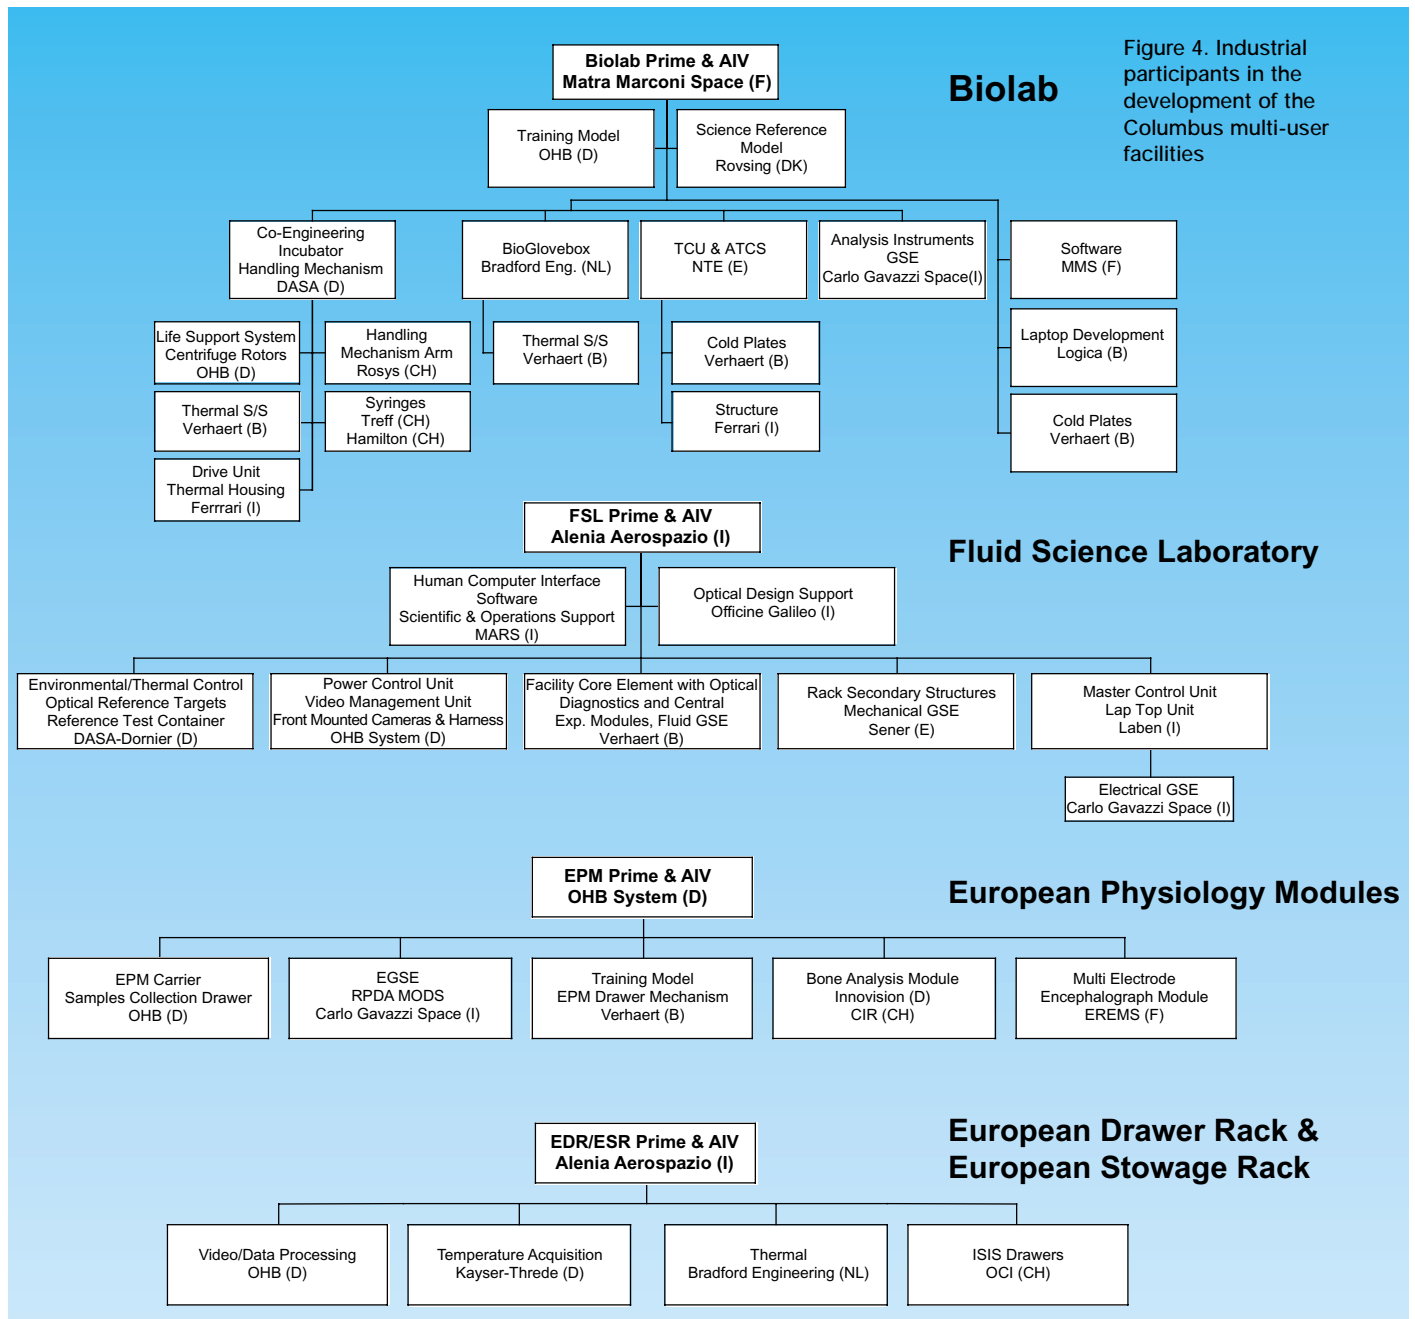 Figure 4. Industrial
participants in the
development of the
Columbus multi-user
facilities
Biolab
Biolab Prime & AIV
Matra Marconi Space (F)
Training Model
OHB (D)
Science Reference
Model
Rovsing (DK)
Co-Engineering
Incubator
Handling Mechanism
DASA (D)
BioGlovebox
Bradford Eng. (NL)
TCU & ATCS
NTE (E)
Analysis Instruments
GSE
Carlo Gavazzi Space(I)
Software
MMS (F)
Life Support System
Centrifuge Rotors
OHB (D)
Handling
Mechanism Arm
Rosys (CH)
Thermal S/S
Verhaert (B)
Cold Plates
Verhaert (B)
Laptop Development
Logica (B)
Thermal S/S
Verhaert (B)
Syringes
Treff (CH)
Hamilton (CH)
Structure
Ferrari (I)
Cold Plates
Verhaert (B)
Drive Unit
Thermal Housing
Ferrrari (I)
Fluid Science Laboratory
FSL Prime & AIV
Alenia Aerospazio (I)
Human Computer Interface
Software
Scientific & Operations Support
MARS (I)
Optical Design Support
Officine Galileo (I)
Environmental/Thermal Control
Optical Reference Targets
Reference Test Container
DASA-Dornier (D)
Power Control Unit
Video Management Unit
Front Mounted Cameras & Harness
OHB System (D)
Facility Core Element with Optical
Diagnostics and Central
Exp. Modules, Fluid GSE
Verhaert (B)
Rack Secondary Structures
Mechanical GSE
Sener (E)
Master Control Unit
Lap Top Unit
Laben (I)
Electrical GSE
Carlo Gavazzi Space (I)
European Physiology Modules
EPM Prime & AIV
OHB System (D)
EPM Carrier
Samples Collection Drawer
OHB (D)
EGSE
RPDA MODS
Carlo Gavazzi Space (I)
Training Model
EPM Drawer Mechanism
Verhaert (B)
Bone Analysis Module
Innovision (D)
CIR (CH)
Multi Electrode
Encephalograph Module
EREMS (F)
European Drawer Rack &
European Stowage Rack
EDR/ESR Prime & AIV
Alenia Aerospazio (I)
Video/Data Processing
OHB (D)
Temperature Acquisition
Kayser-Threde (D)
Thermal
Bradford Engineering (NL)
ISIS Drawers
OCI (CH)